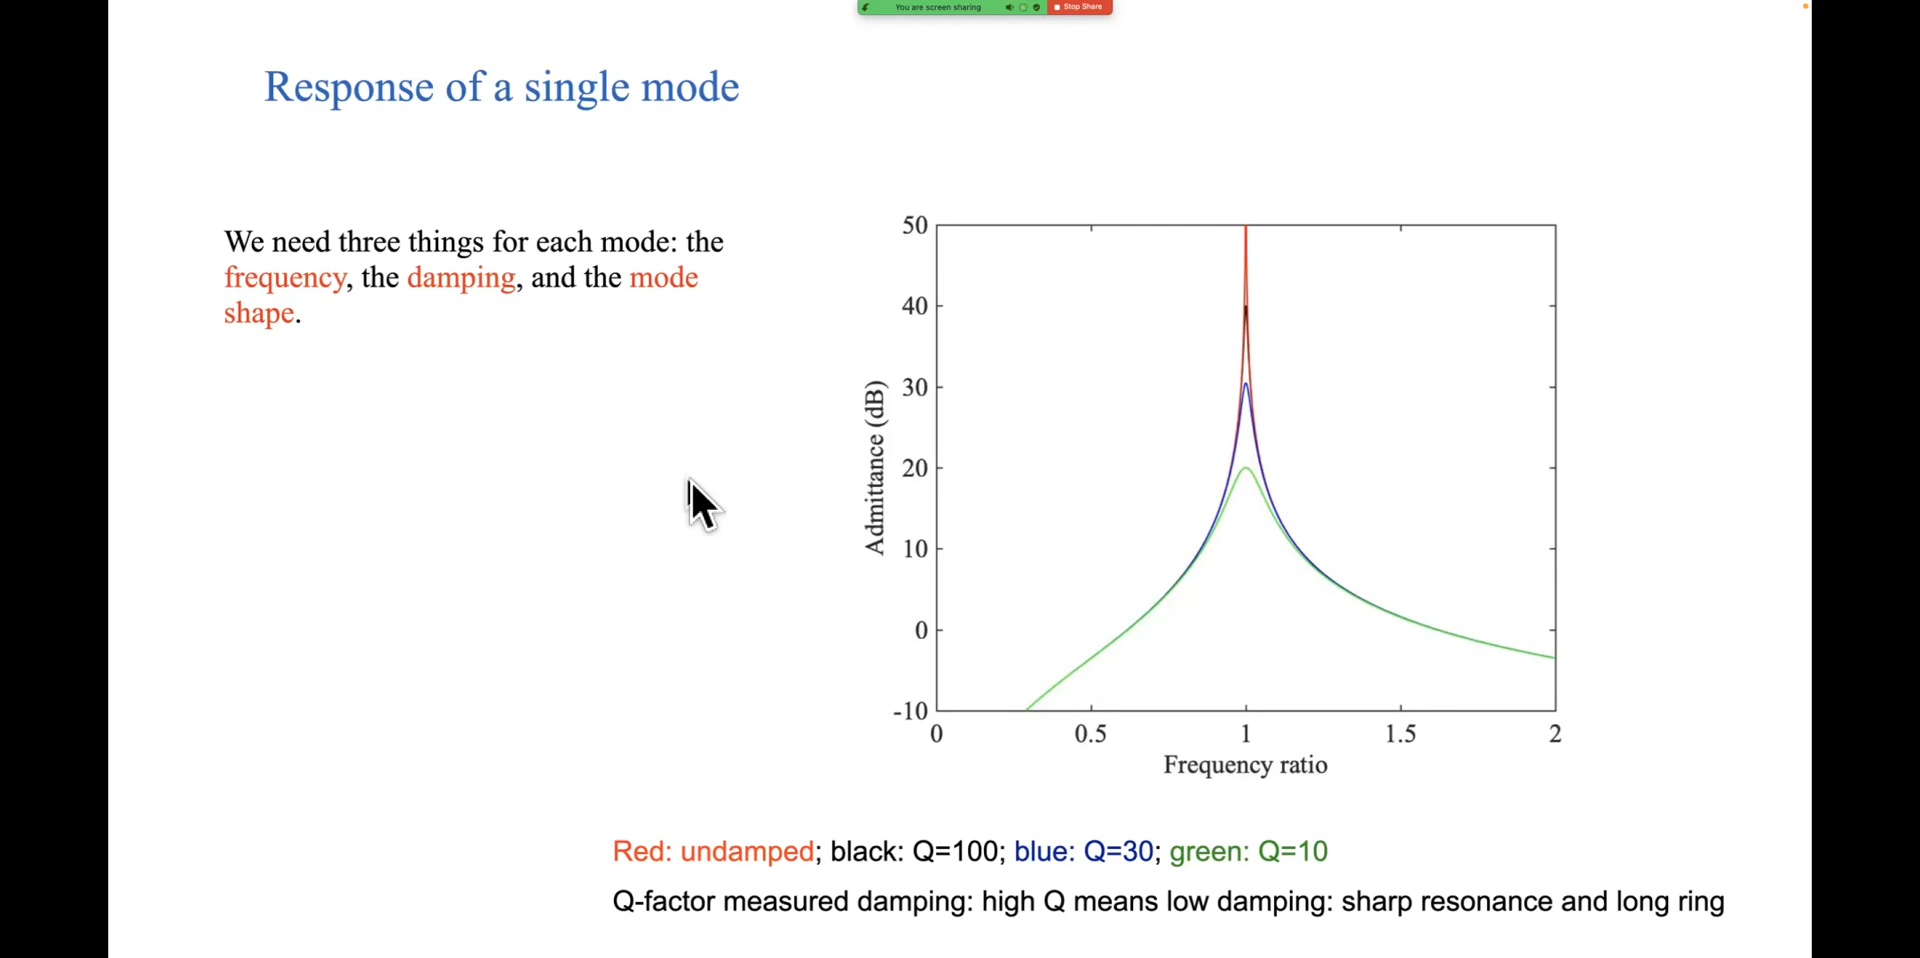 You are screen sharing
Stop Share
Response of a single mode
We need three things for each mode: the
frequency, the damping, and the mode
shape.
50
40
30
20
10
0
-10
Admittance (dB)
0 0.5 1 1.5 2
Frequency ratio
Red: undamped; black: Q=100; blue: Q=30; green: Q=10
Q-factor measured damping: high Q means low damping: sharp resonance and long ring